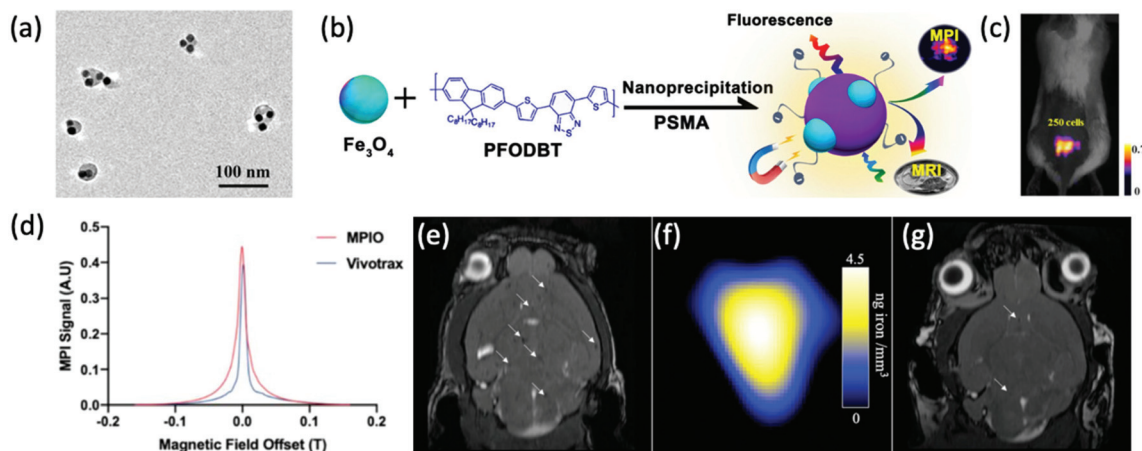 (a)
100 nm
(b)
Fe3O4
+
C8H17
C8H17
S
S
N
N
S
n
PFODBT
Nanoprecipitation
PSMA
Fluorescence
MPI
MRI
(c)
250 cells
0.7
0
(d)
MPI Signal (A.U)
0.5
0.4
0.3
0.2
0.1
0.0
-0.2
-0.1
0.0
0.1
0.2
Magnetic Field Offset (T)
MPIO
Vivotrax
(e)
(f)
4.5
ng iron /mm3
0
(g)